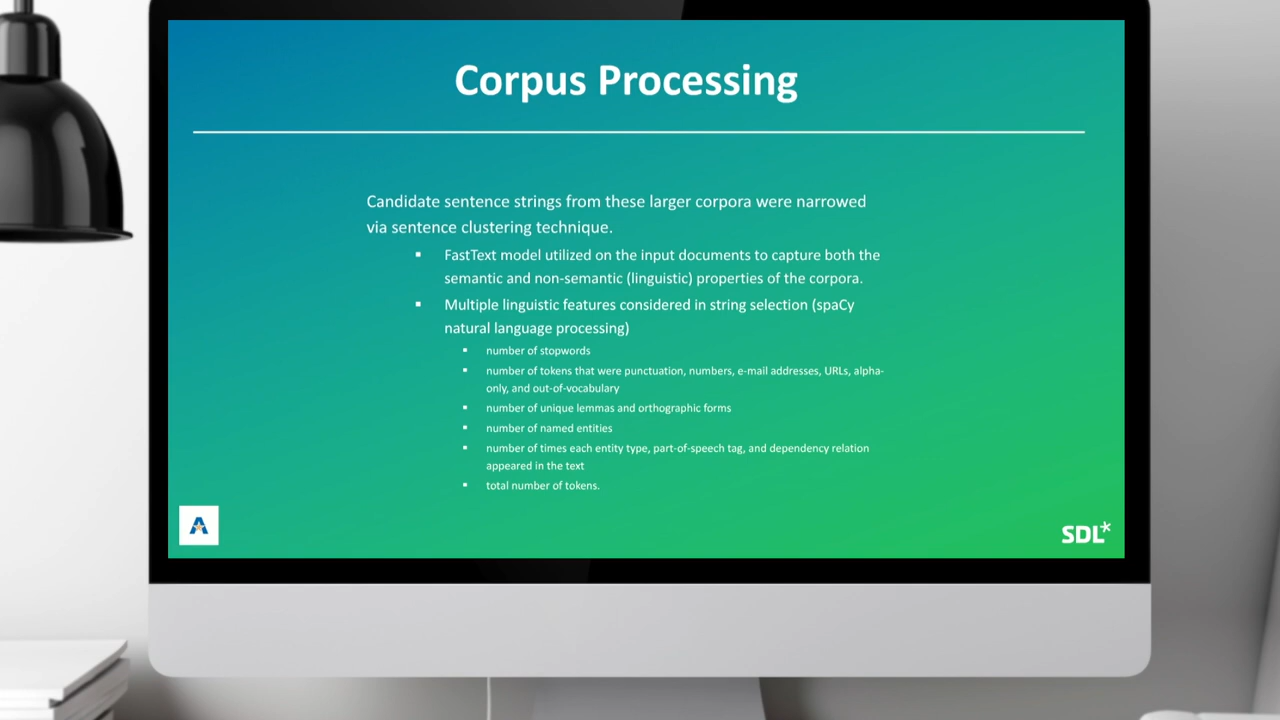 Corpus Processing
Candidate sentence strings from these larger corpora were narrowed
via sentence clustering technique.
▪ FastText model utilized on the input documents to capture both the
semantic and non-semantic (linguistic) properties of the corpora.
▪ Multiple linguistic features considered in string selection (spaCy
natural language processing)
▪ number of stopwords
▪ number of tokens that were punctuation, numbers, e-mail addresses, URLs, alpha-
only, and out-of-vocabulary
▪ number of unique lemmas and orthographic forms
▪ number of named entities
▪ number of times each entity type, part-of-speech tag, and dependency relation
appeared in the text
▪ total number of tokens.
A
SDL*